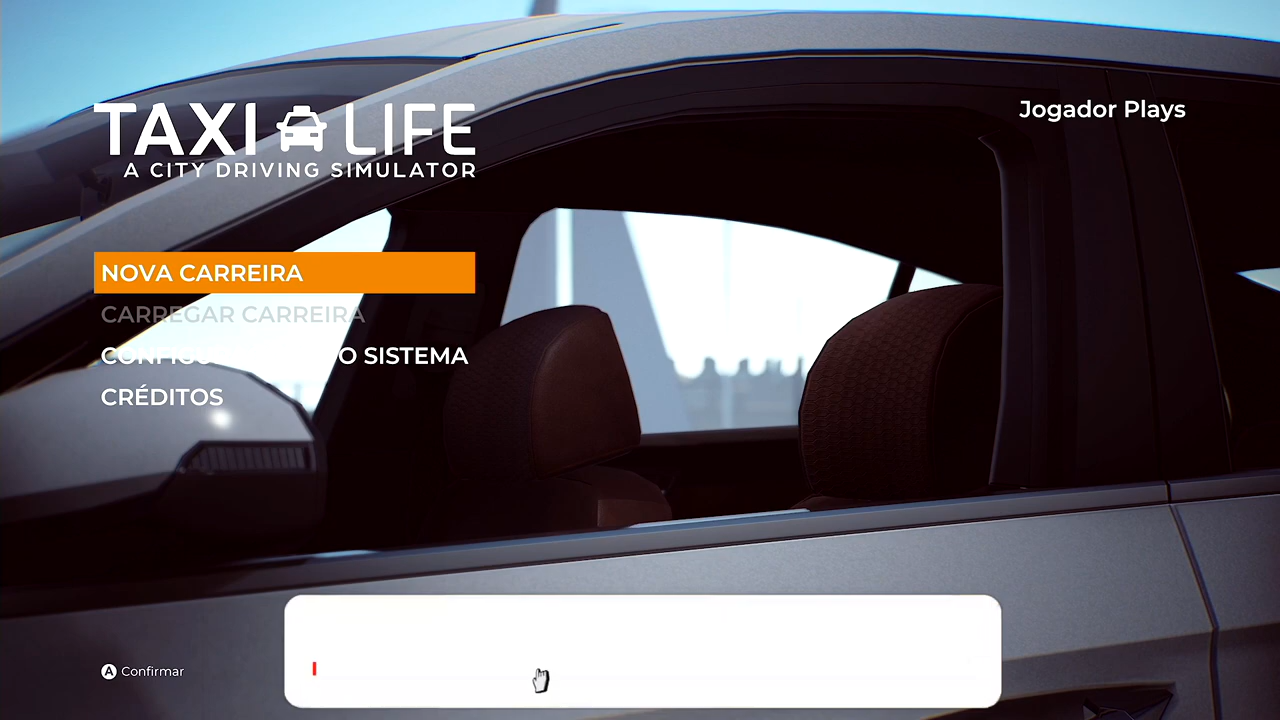 TAXI LIFE
A CITY DRIVING SIMULATOR
Jogador Plays
NOVA CARREIRA
CARREGAR CARREIRA
O SISTEMA
CRÉDITOS
A Confirmar